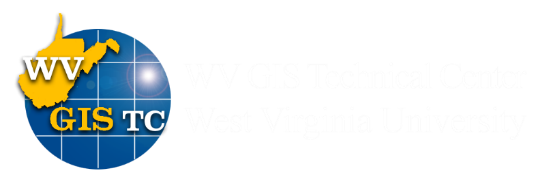 WV
GIS TC
WV GIS Technical Center
West Virginia University